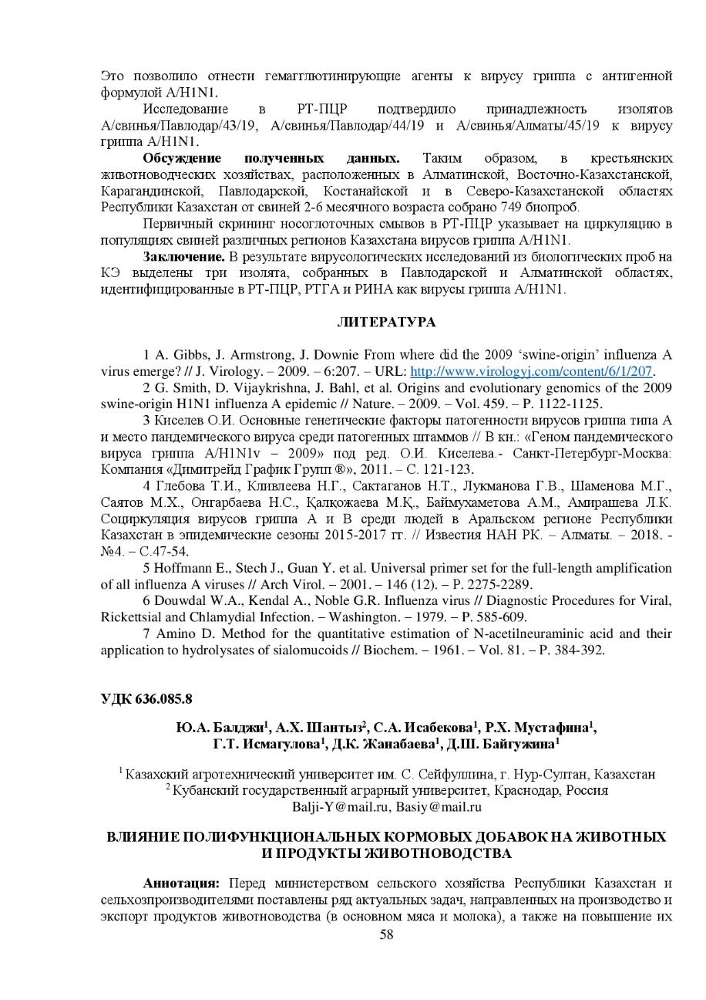 Это позволило отнести гемагглютинирующие агенты к вирусу гриппа с антигенной
формулой А/H1N1.
Исследование в РТ-ПЦР подтвердило принадлежность изолятов
А/свинья/Павлодар/43/19, А/свинья/Павлодар/44/19 и А/свинья/Алматы/45/19 к вирусу
гриппа А/H1N1.
Обсуждение полученных данных. Таким образом, в крестьянских
животноводческих хозяйствах, расположенных в Алматинской, Восточно-Казахстанской,
Карагандинской, Павлодарской, Костанайской и в Северо-Казахстанской областях
Республики Казахстан от свиней 2-6 месячного возраста собрано 749 биопроб.
Первичный скрининг носоглоточных смывов в РТ-ПЦР указывает на циркуляцию в
популяциях свиней различных регионов Казахстана вирусов гриппа А/H1N1.
Заключение. В результате вирусологических исследований из биологических проб на
КЭ выделены три изолята, собранных в Павлодарской и Алматинской областях,
идентифицированные в РТ-ПЦР, РТГА и РИНА как вирусы гриппа А/H1N1.
ЛИТЕРАТУРА
1 A. Gibbs, J. Armstrong, J. Downie From where did the 2009 ‘swine-origin’ influenza A
virus emerge? // J. Virology. – 2009. – 6:207. – URL: http://www.virologyj.com/content/6/1/207.
2 G. Smith, D. Vijaykrishna, J. Bahl, et al. Origins and evolutionary genomics of the 2009
swine-origin H1N1 influenza A epidemic // Nature. – 2009. – Vol. 459. – P. 1122-1125.
3 Киселев О.И. Основные генетические факторы патогенности вирусов гриппа типа А
и место пандемического вируса среди патогенных штаммов // В кн.: «Геном пандемического
вируса гриппа A/H1N1v – 2009» под ред. О.И. Киселева.- Санкт-Петербург-Москва:
Компания «Димитрейд График Групп ®», 2011. – С. 121-123.
4 Глебова Т.И., Кливлеева Н.Г., Сактаганов Н.Т., Лукманова Г.В., Шаменова М.Г.,
Саятов М.Х., Онгарбаева Н.С., Қалқожаева М.Қ., Баймухаметова А.М., Амирашева Л.К.
Социркуляция вирусов гриппа А и В среди людей в Аральском регионе Республики
Казахстан в эпидемические сезоны 2015-2017 гг. // Известия НАН РК. – Алматы. – 2018. -
№4. – С.47-54.
5 Hoffmann E., Stech J., Guan Y. et al. Universal primer set for the full-length amplification
of all influenza A viruses // Arch Virol. – 2001. – 146 (12). – P. 2275-2289.
6 Douwdal W.A., Kendal A., Noble G.R. Influenza virus // Diagnostic Procedures for Viral,
Rickettsial and Chlamydial Infection. – Washington. – 1979. – P. 585-609.
7 Amino D. Method for the quantitative estimation of N-acetilneuraminic acid and their
application to hydrolysates of sialomucoids // Biochem. – 1961. – Vol. 81. – P. 384-392.
УДК 636.085.8
Ю.А. Балджи¹, А.Х. Шантыз², С.А. Исабекова¹, Р.Х. Мустафина¹,
Г.Т. Исмагулова¹, Д.К. Жанабаева¹, Д.Ш. Байгужина¹
¹ Казахский агротехнический университет им. С. Сейфуллина, г. Нур-Султан, Казахстан
² Кубанский государственный аграрный университет, Краснодар, Россия
Balji-Y@mail.ru, Basiy@mail.ru
ВЛИЯНИЕ ПОЛИФУНКЦИОНАЛЬНЫХ КОРМОВЫХ ДОБАВОК НА ЖИВОТНЫХ
И ПРОДУКТЫ ЖИВОТНОВОДСТВА
Аннотация: Перед министерством сельского хозяйства Республики Казахстан и
сельхозпроизводителями поставлены ряд актуальных задач, направленных на производство и
экспорт продуктов животноводства (в основном мяса и молока), а также на повышение их
58